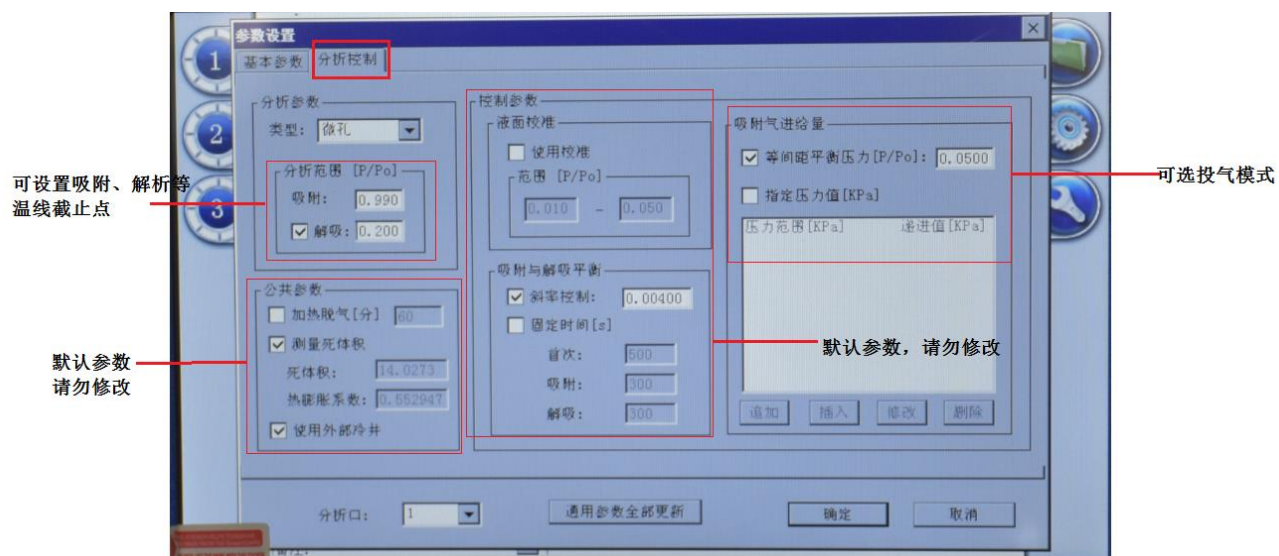 参数设置
基本参数 分析控制
分析参数
类型: 微孔
分析范围 [P/Po]
吸附: 0.990
解吸: 0.200
公共参数
加热脱气[分] 60
测量死体积
死体积: 14.0273
热膨胀系数: 0.552947
使用外部冷井
控制参数
液面校准
使用校准
范围 [P/Po]
0.010 - 0.050
吸附与解吸平衡
斜率控制: 0.00400
固定时间[s]
首次: 500
吸附: 300
解吸: 300
吸附气进给量
等间距平衡压力[P/Po]: 0.0500
指定压力值[KPa]
压力范围[KPa] 递进值[KPa]
追加 插入 修改 删除
分析口: 1
通用参数全部更新
确定 取消
1
2
3
可设置吸附、解析等
温线截止点
默认参数
请勿修改
默认参数，请勿修改
可选投气模式